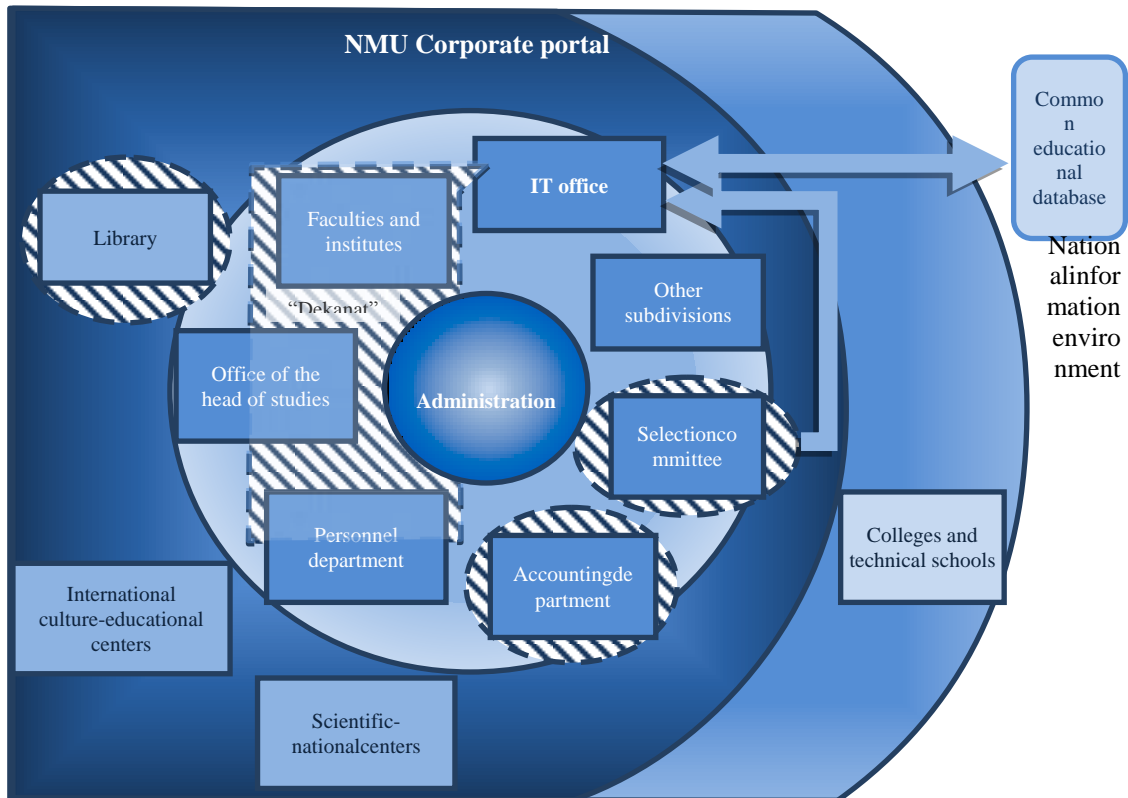 NMU Corporate portal
Commo
n
educatio
nal
database
Nation
alinfor
mation
enviro
nment
IT office
Faculties and
institutes
Library
“Dekanat”
Other
subdivisions
Office of the
head of studies
Administration
Selectionco
mmittee
Personnel
department
Accountingde
partment
Colleges and
technical schools
International
culture-educational
centers
Scientific-
nationalcenters